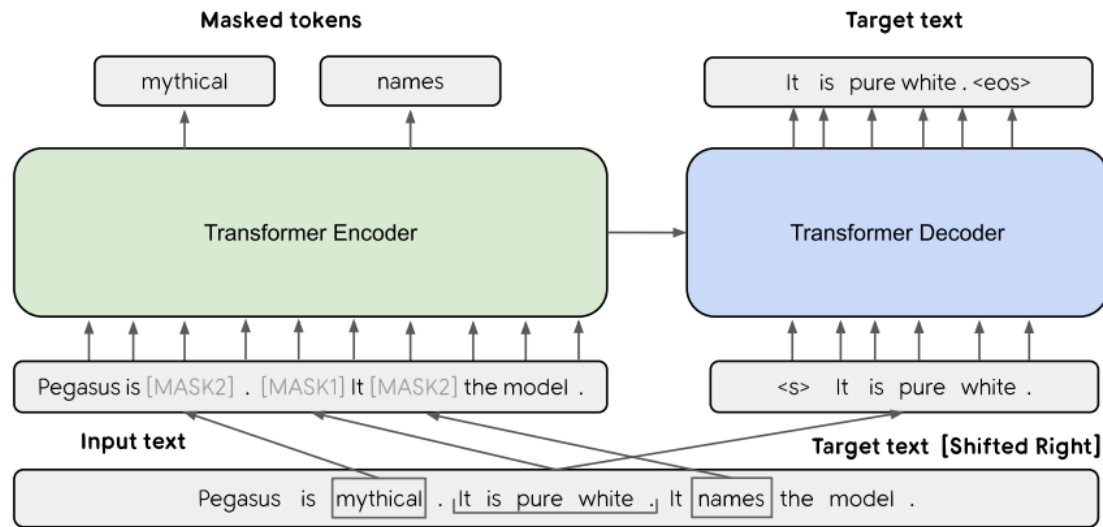 Masked tokens
Target text
mythical
names
It is pure white . <eos>
Transformer Encoder
Transformer Decoder
Pegasus is [MASK2] . [MASK1] It [MASK2] the model .
<s> It is pure white .
Input text
Target text [Shifted Right]
Pegasus is mythical . It is pure white . It names the model .